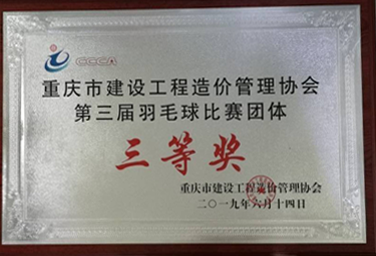 CCCA
重庆市建设工程造价管理协会
第三届羽毛球比赛团体
三等奖
重庆市建设工程造价管理协会
二〇一九年六月十四日